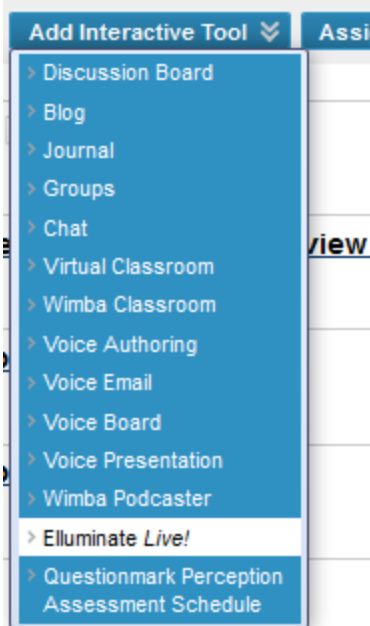 Add Interactive Tool
Discussion Board
Blog
Journal
Groups
Chat
Virtual Classroom
Wimba Classroom
Voice Authoring
Voice Email
Voice Board
Voice Presentation
Wimba Podcaster
Elluminate Live!
Questionmark Perception
Assessment Schedule